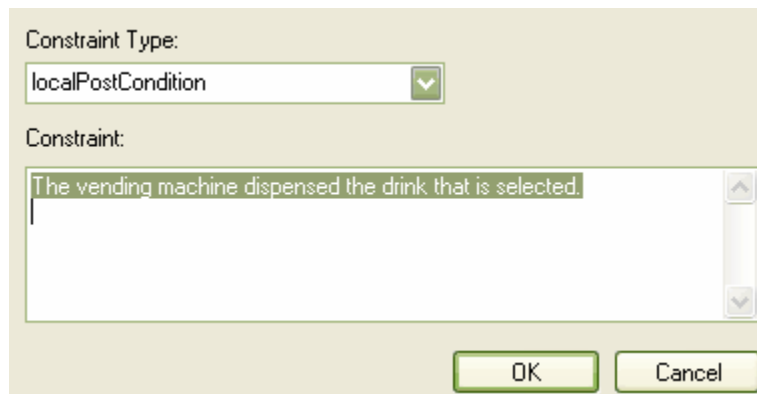 Constraint Type:
localPostCondition
Constraint:
The vending machine dispensed the drink that is selected.
OK Cancel